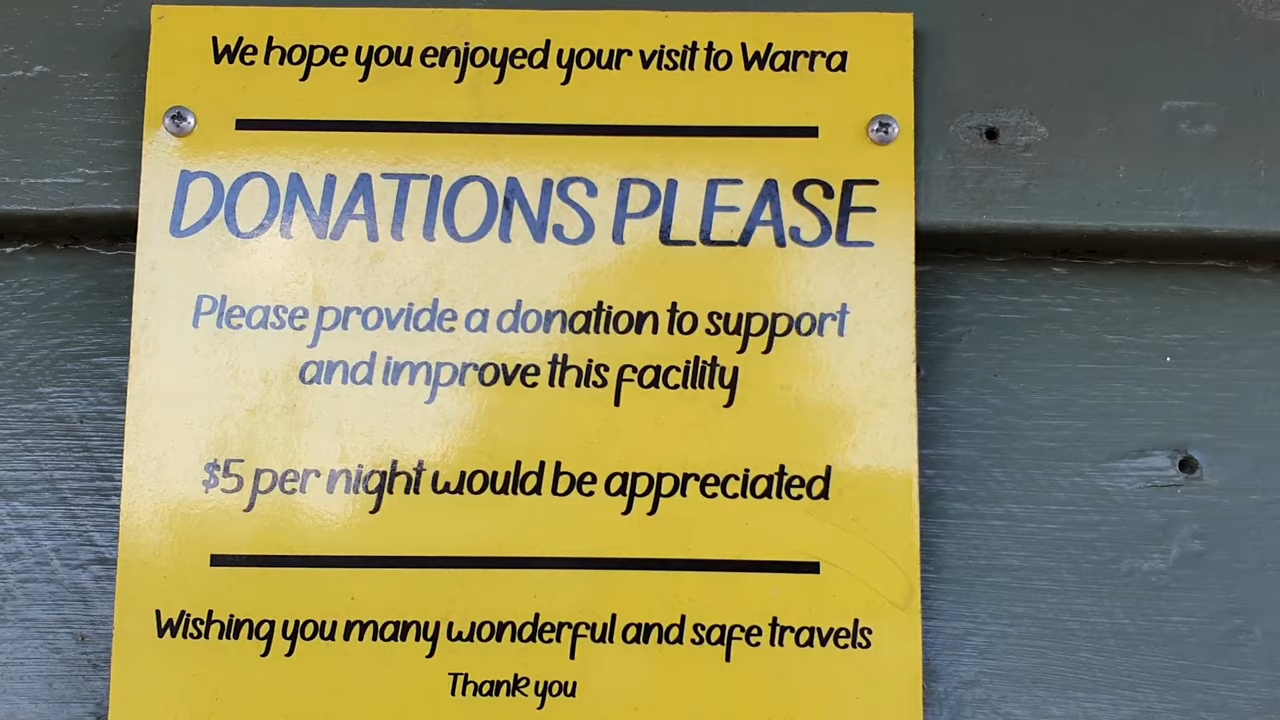 We hope you enjoyed your visit to Warra
DONATIONS PLEASE
Please provide a donation to support
and improve this facility
$5 per night would be appreciated
Wishing you many wonderful and safe travels
Thank you